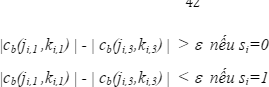 42
|c_b(j_{i,1},k_{i,1}) | - | c_b(j_{i,3},k_{i,3}) | > ε nếu s_i=0
|c_b(j_{i,1},k_{i,1}) | - | c_b(j_{i,3},k_{i,3}) | < ε nếu s_i=1